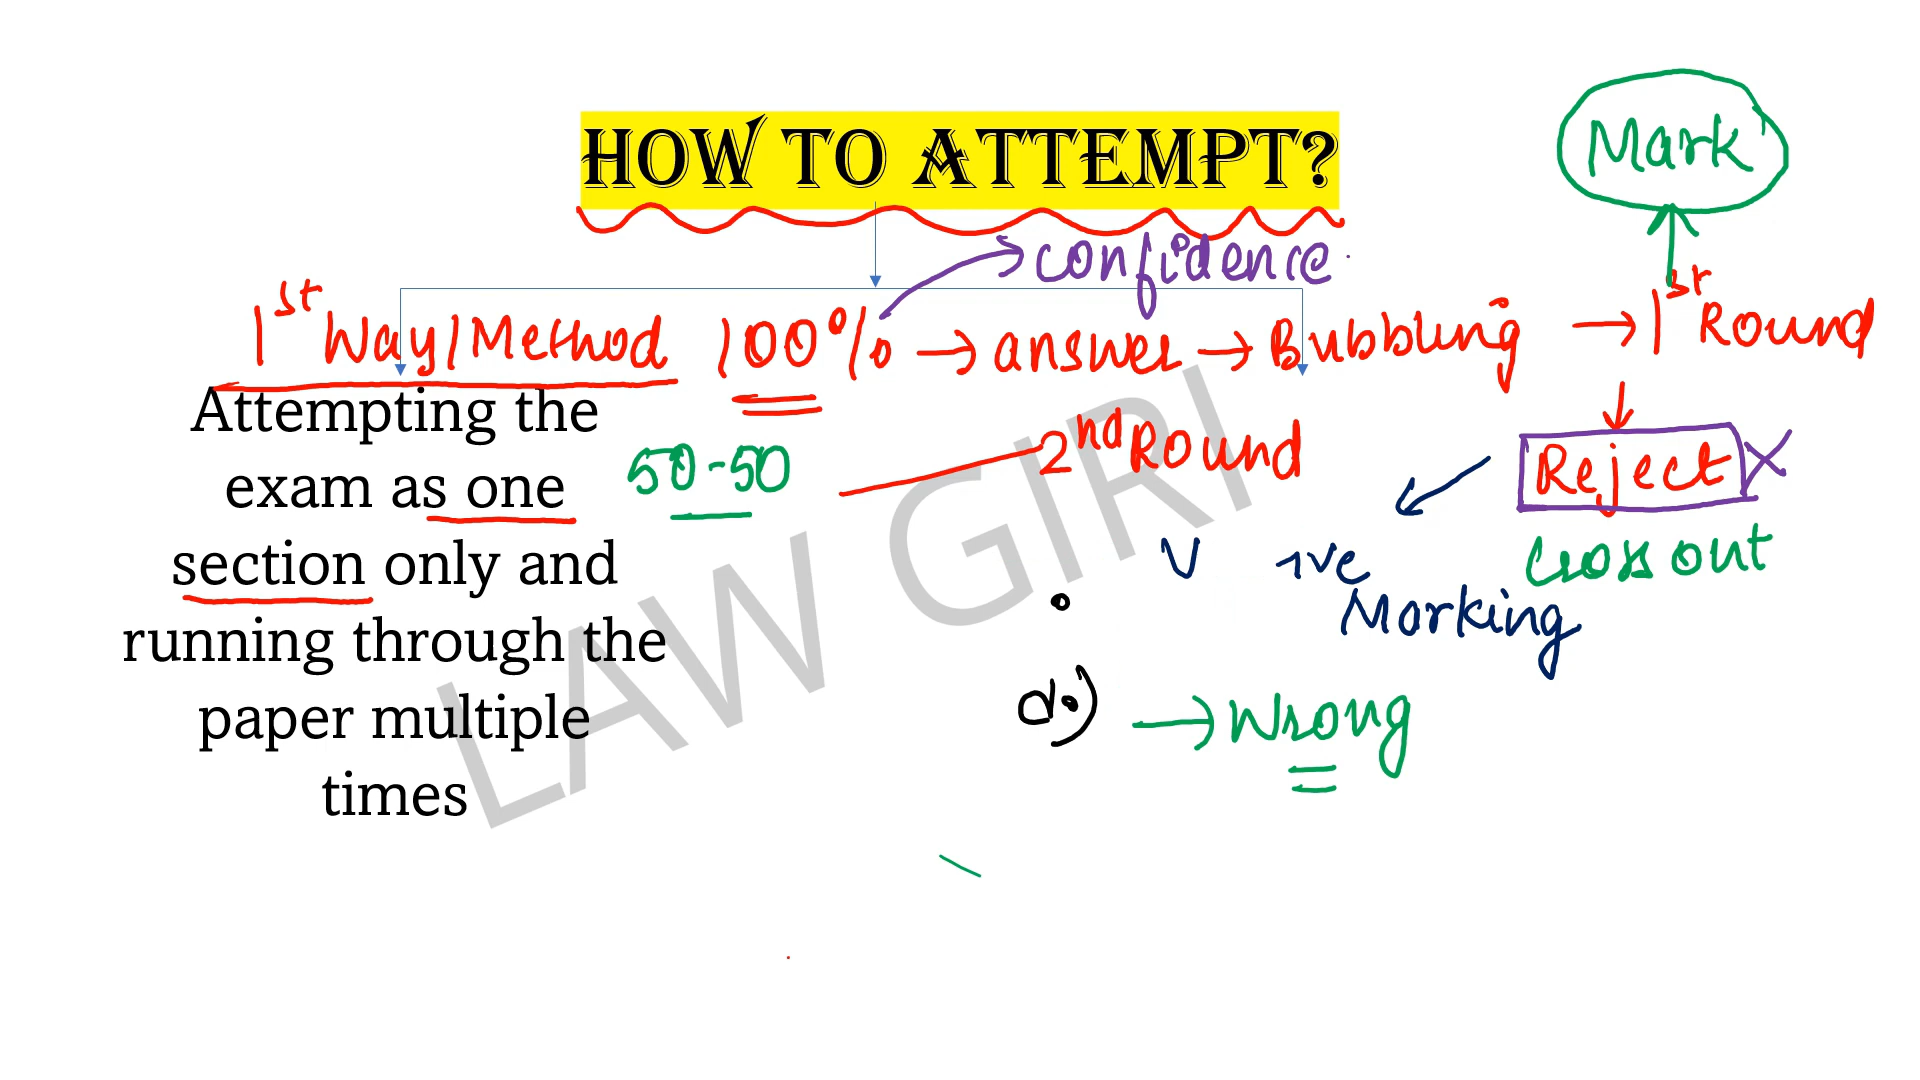 HOW TO ATTEMPT?
Mark
confidence
1st Way/Method 100% → answer → Bubbling → 1st Round
Attempting the
exam as one
section only and
running through the
paper multiple
times
50-50
2nd Round
Reject X
Cross out
-ve
Marking
→ Wrong
LAW GIRI